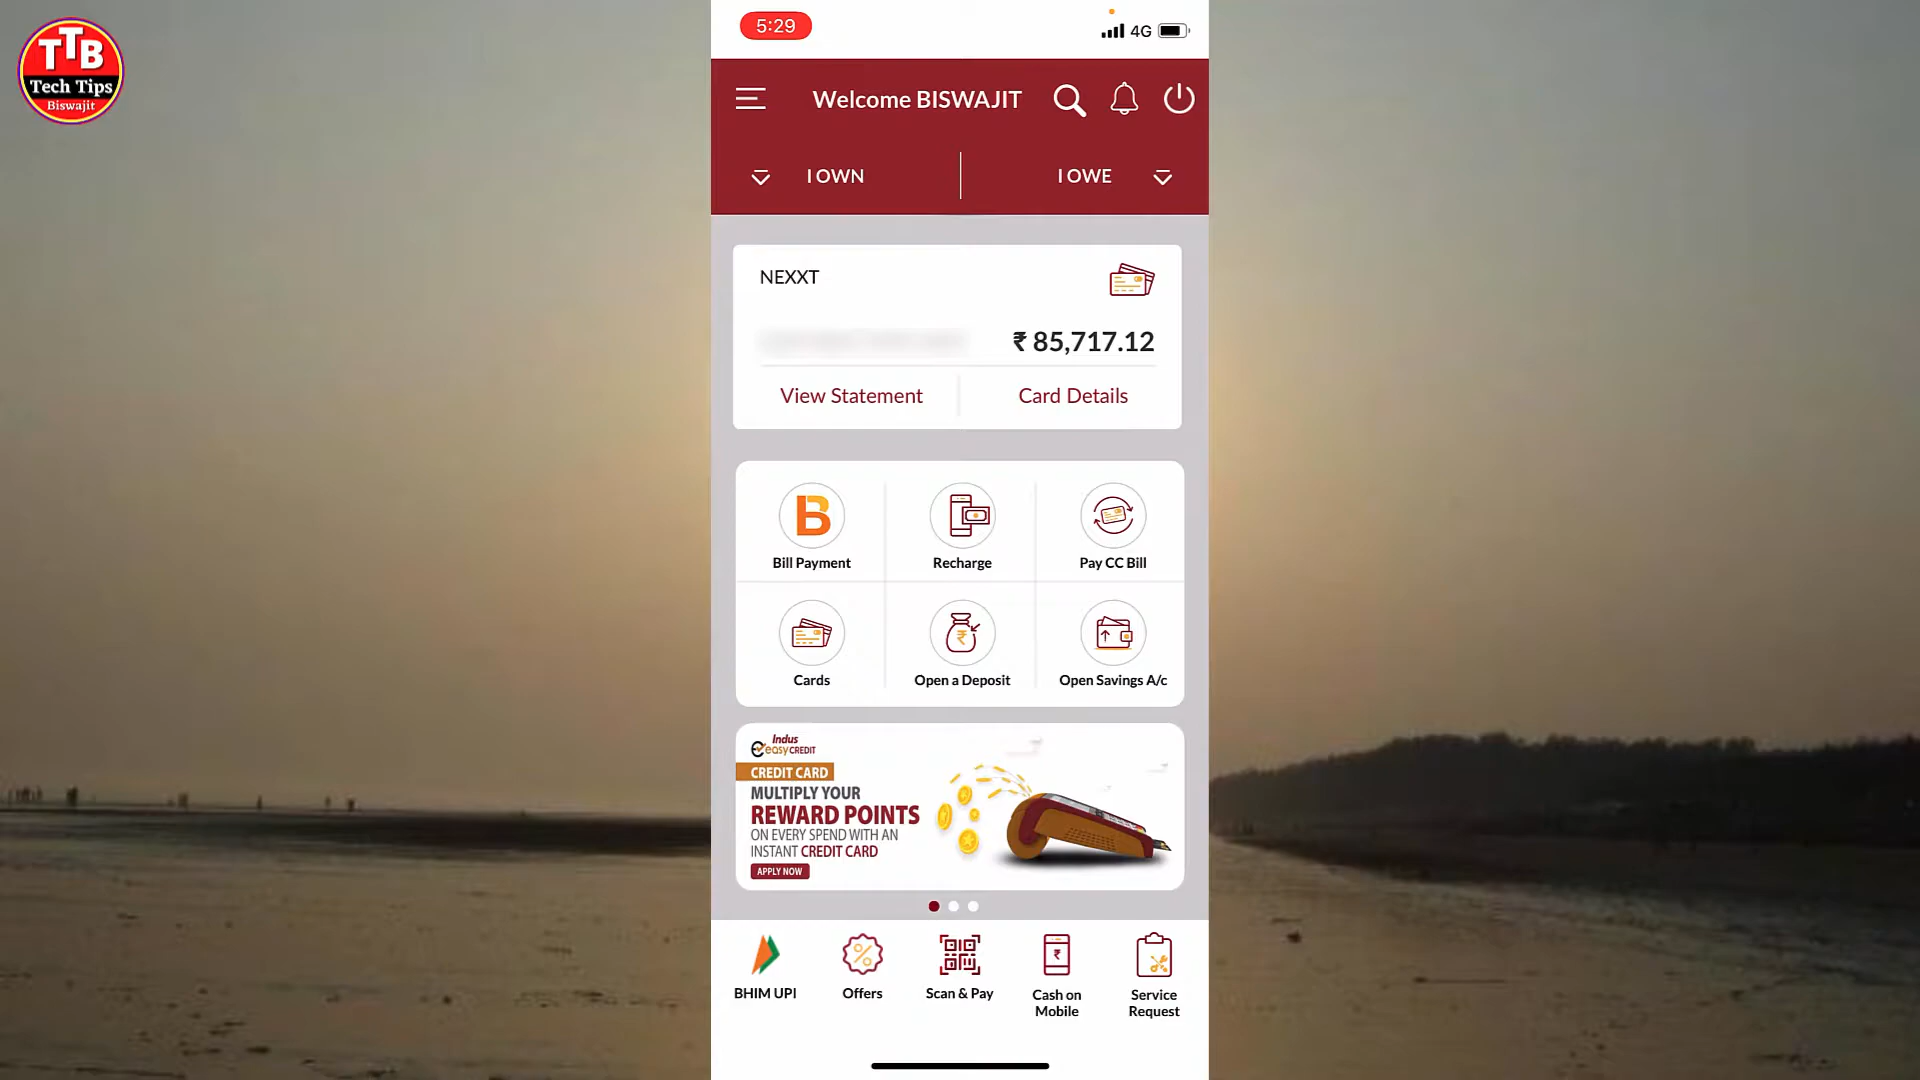 TTB
Tech Tips
Biswajit
5:29
4G
Welcome BISWAJIT
I OWN
I OWE
NEXXT
₹ 85,717.12
View Statement
Card Details
Bill Payment
Recharge
Pay CC Bill
Cards
Open a Deposit
Open Savings A/c
Indus
easyCREDIT
CREDIT CARD
MULTIPLY YOUR
REWARD POINTS
ON EVERY SPEND WITH AN
INSTANT CREDIT CARD
APPLY NOW
BHIM UPI
Offers
Scan & Pay
Cash on
Mobile
Service
Request